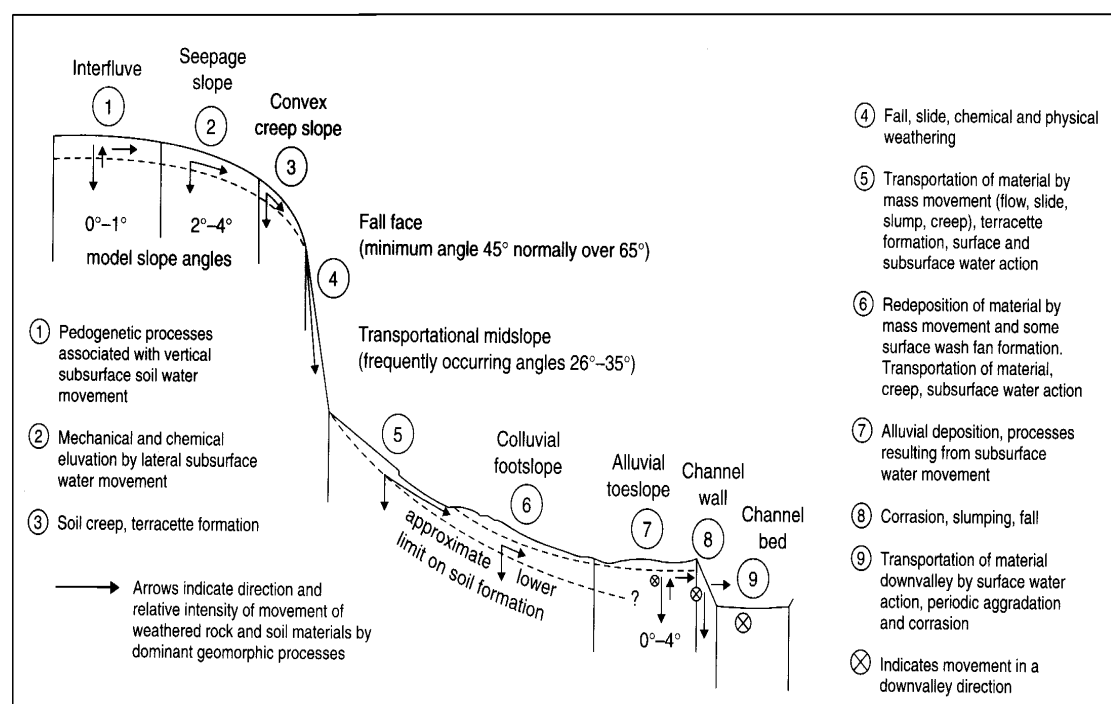 Interfluve
1
Seepage
slope
2
Convex
creep slope
3
0°–1°
2°–4°
model slope angles
Fall face
(minimum angle 45° normally over 65°)
4
Transportational midslope
(frequently occurring angles 26°–35°)
5
Colluvial
footslope
6
Alluvial
toeslope
7
Channel
wall
8
Channel
bed
9
approximate lower
limit on soil formation
?
0°–4°
1 Pedogenetic processes
associated with vertical
subsurface soil water
movement
2 Mechanical and chemical
eluvation by lateral subsurface
water movement
3 Soil creep, terracette formation
Arrows indicate direction and
relative intensity of movement of
weathered rock and soil materials by
dominant geomorphic processes
4 Fall, slide, chemical and physical
weathering
5 Transportation of material by
mass movement (flow, slide,
slump, creep), terracette
formation, surface and
subsurface water action
6 Redeposition of material by
mass movement and some
surface wash fan formation.
Transportation of material,
creep, subsurface water action
7 Alluvial deposition, processes
resulting from subsurface
water movement
8 Corrasion, slumping, fall
9 Transportation of material
downvalley by surface water
action, periodic aggradation
and corrasion
Indicates movement in a
downvalley direction